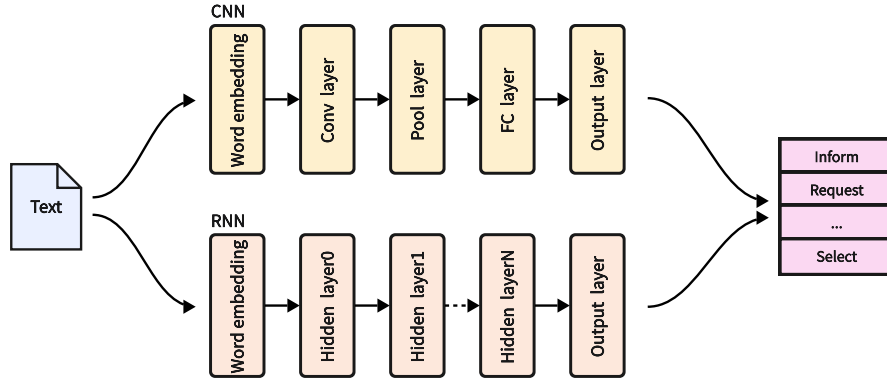 CNN
Word embedding
Conv layer
Pool layer
FC layer
Output layer
Text
Inform
Request
...
Select
RNN
Word embedding
Hidden layer0
Hidden layer1
Hidden layerN
Output layer